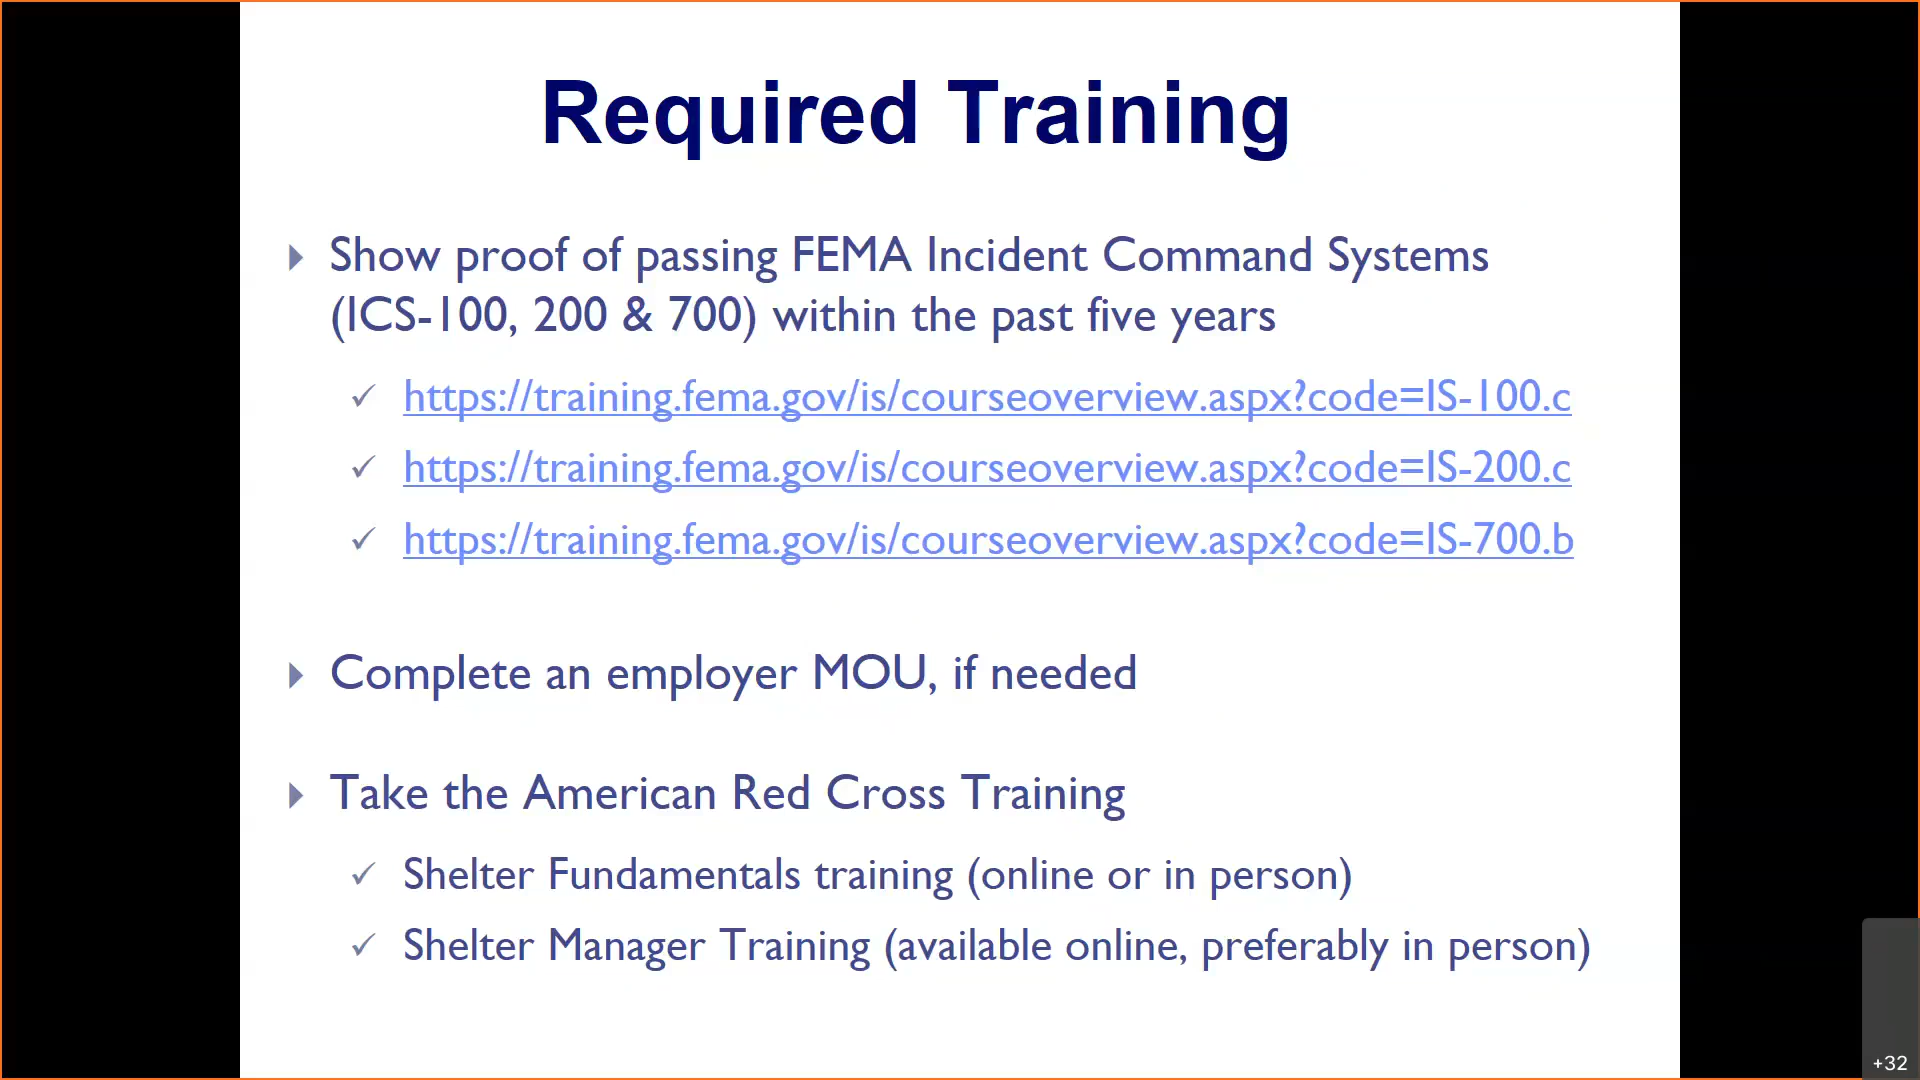 Required Training
Show proof of passing FEMA Incident Command Systems
(ICS-100, 200 & 700) within the past five years
https://training.fema.gov/is/courseoverview.aspx?code=IS-100.c
https://training.fema.gov/is/courseoverview.aspx?code=IS-200.c
https://training.fema.gov/is/courseoverview.aspx?code=IS-700.b
Complete an employer MOU, if needed
Take the American Red Cross Training
Shelter Fundamentals training (online or in person)
Shelter Manager Training (available online, preferably in person)
+32